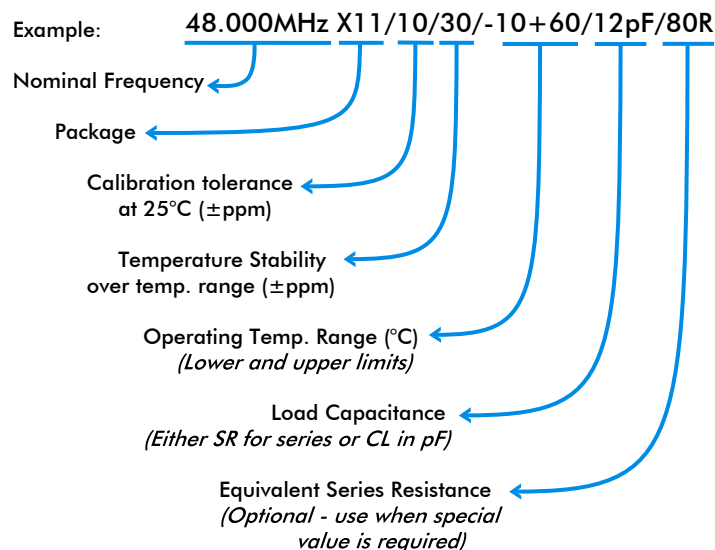 Example: 48.000MHz X11/10/30/-10+60/12pF/80R
Nominal Frequency
Package
Calibration tolerance
at 25°C (±ppm)
Temperature Stability
over temp. range (±ppm)
Operating Temp. Range (°C)
(Lower and upper limits)
Load Capacitance
(Either SR for series or CL in pF)
Equivalent Series Resistance
(Optional - use when special
value is required)